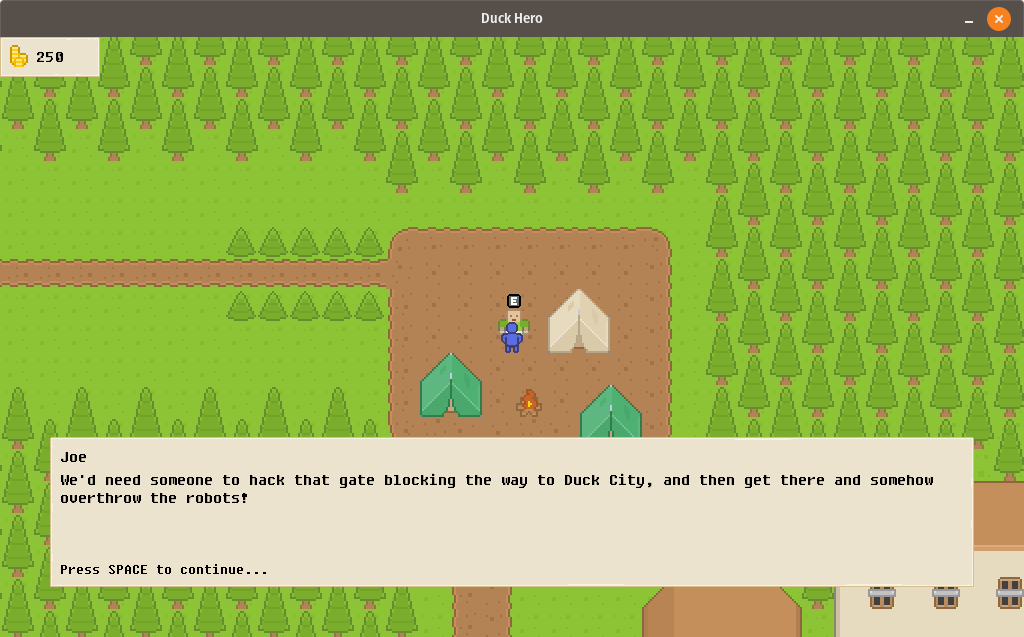 Duck Hero
250
E
Joe
We'd need someone to hack that gate blocking the way to Duck City, and then get there and somehow
overthrow the robots!
Press SPACE to continue...